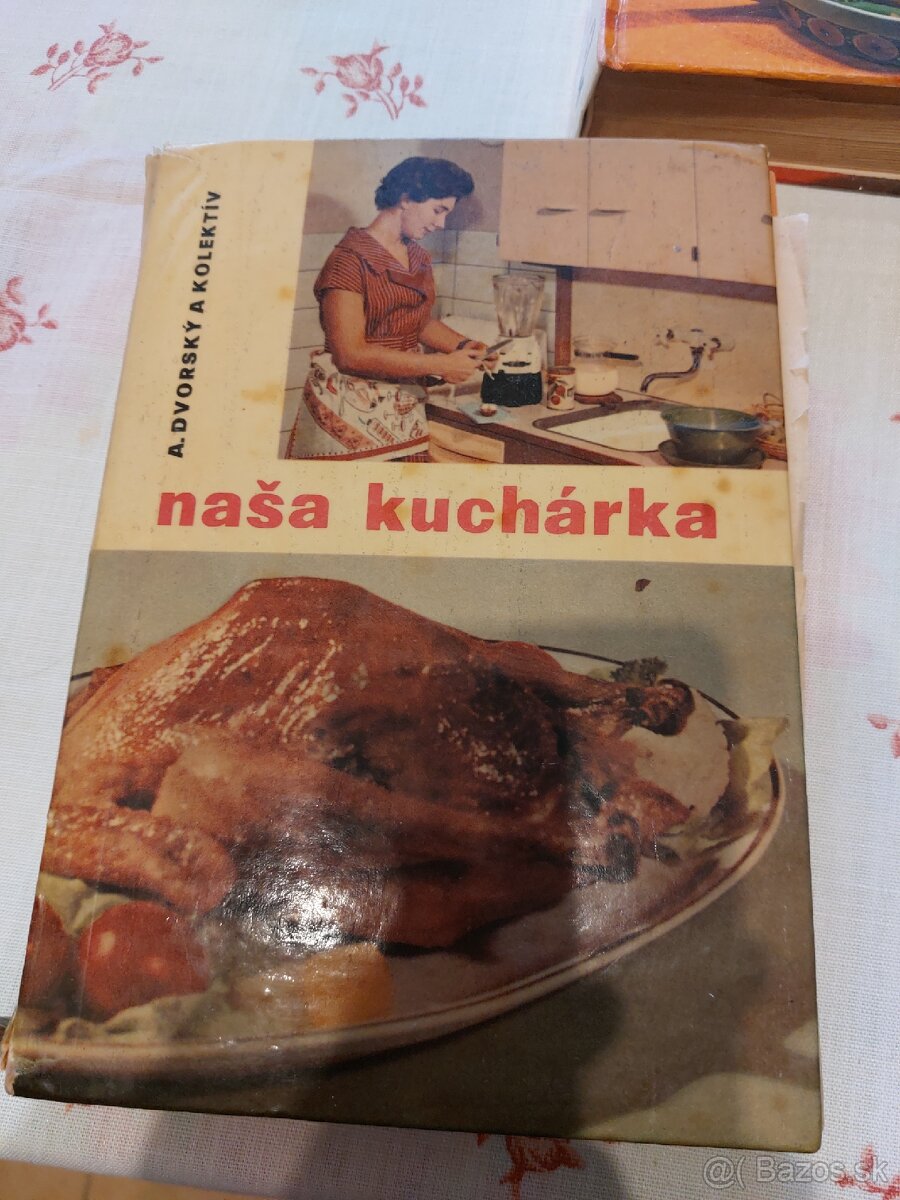 A. DVORSKÝ A KOLEKTÍV
naša kuchárka
@( Bazos.sk